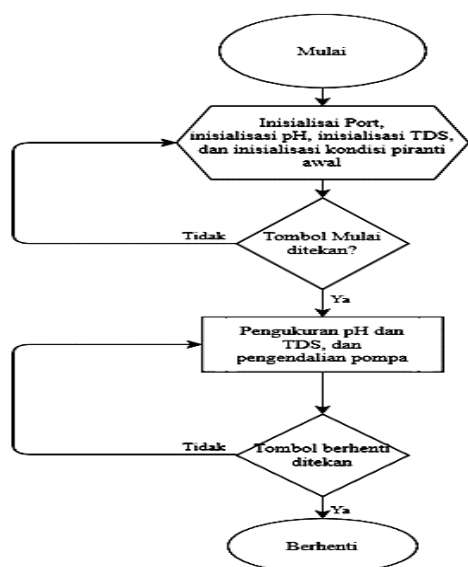 Mulai
Inisialisai Port,
inisialisasi pH, inisialisasi TDS,
dan inisialisasi kondisi piranti
awal
Tidak
Tombol Mulai
ditekan?
Ya
Pengukuran pH dan
TDS, dan
pengendalian pompa
Tidak
Tombol berhenti
ditekan
Ya
Berhenti